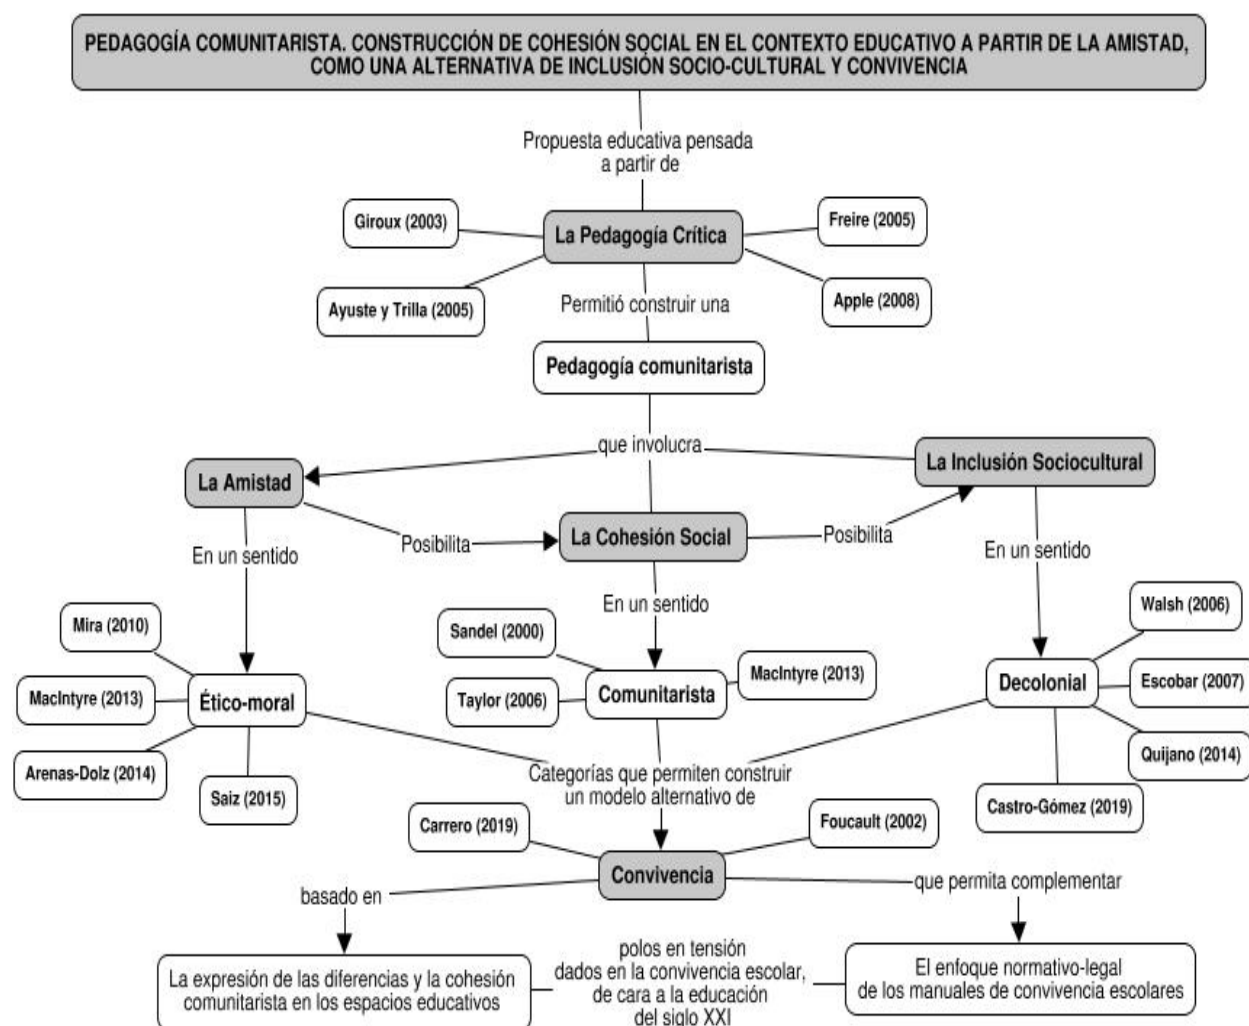 PEDAGOGÍA COMUNITARISTA. CONSTRUCCIÓN DE COHESIÓN SOCIAL EN EL CONTEXTO EDUCATIVO A PARTIR DE LA AMISTAD,
COMO UNA ALTERNATIVA DE INCLUSIÓN SOCIO-CULTURAL Y CONVIVENCIA
Propuesta educativa pensada
a partir de
Giroux (2003)
Freire (2005)
La Pedagogía Crítica
Ayuste y Trilla (2005)
Apple (2008)
Permitió construir una
Pedagogía comunitarista
que involucra
La Amistad
La Inclusión Sociocultural
Posibilita
La Cohesión Social
Posibilita
En un sentido
En un sentido
En un sentido
Mira (2010)
MacIntyre (2013)
Ético-moral
Arenas-Dolz (2014)
Saiz (2015)
Sandel (2000)
Taylor (2006)
Comunitarista
MacIntyre (2013)
Walsh (2006)
Decolonial
Escobar (2007)
Quijano (2014)
Castro-Gómez (2019)
Categorías que permiten construir
un modelo alternativo de
Carrero (2019)
Foucault (2002)
Convivencia
basado en
que permita complementar
La expresión de las diferencias y la cohesión
comunitarista en los espacios educativos
polos en tensión
dados en la convivencia escolar,
de cara a la educación
del siglo XXI
El enfoque normativo-legal
de los manuales de convivencia escolares